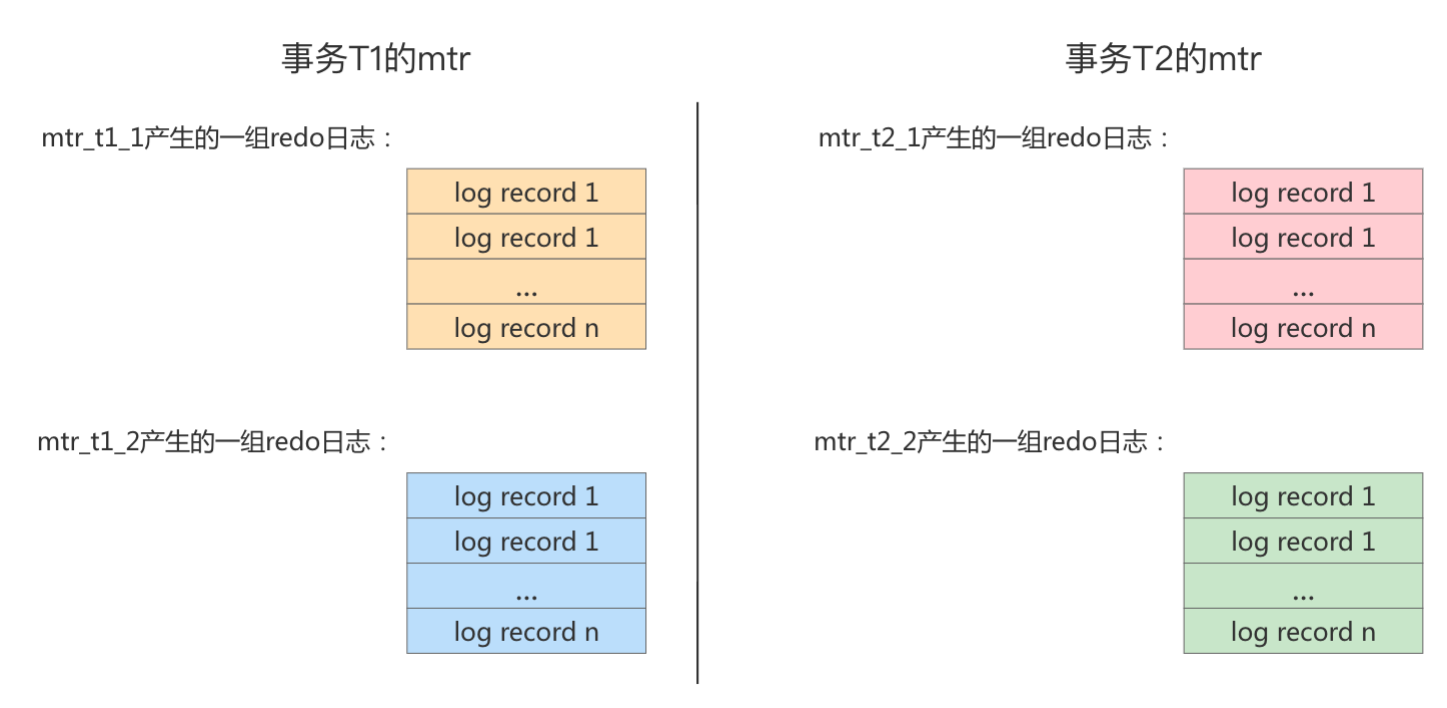 事务T1的mtr
mtr_t1_1产生的一组redo日志：
log record 1
log record 1
...
log record n
mtr_t1_2产生的一组redo日志：
log record 1
log record 1
...
log record n
事务T2的mtr
mtr_t2_1产生的一组redo日志：
log record 1
log record 1
...
log record n
mtr_t2_2产生的一组redo日志：
log record 1
log record 1
...
log record n